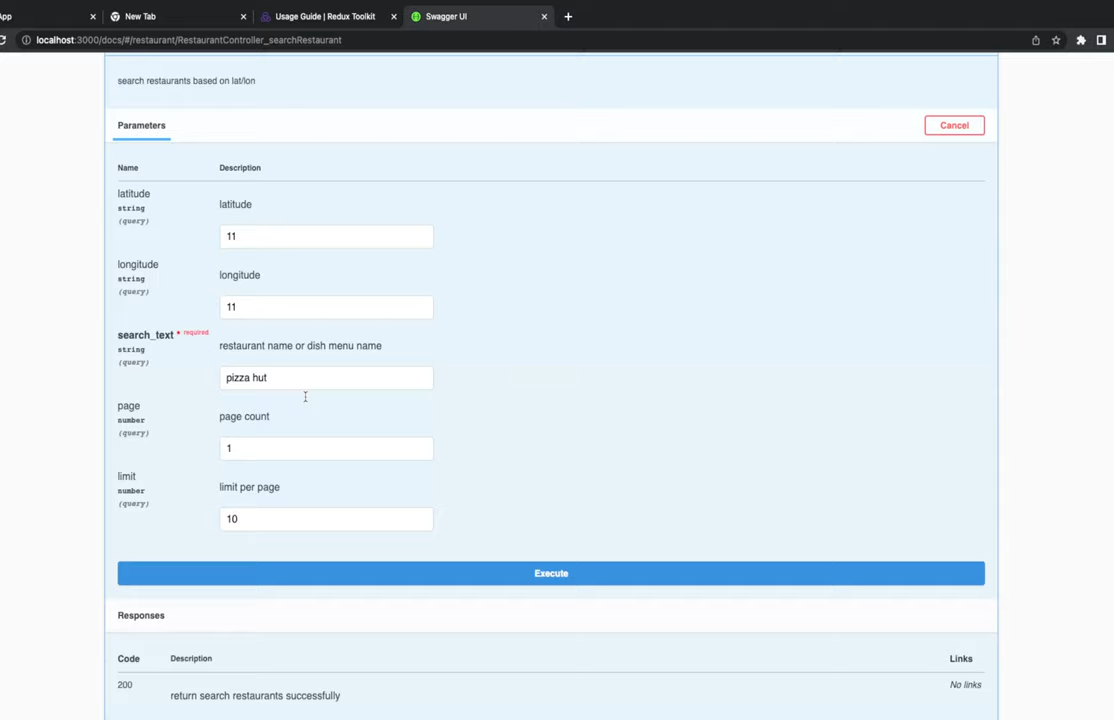 App
New Tab
Usage Guide | Redux Toolkit
Swagger UI
localhost:3000/docs/#/restaurant/RestaurantController_searchRestaurant
search restaurants based on lat/lon
Parameters
Cancel
Name
Description
latitude
string
(query)
latitude
11
longitude
string
(query)
longitude
11
search_text * required
string
(query)
restaurant name or dish menu name
pizza hut
page
number
(query)
page count
1
limit
number
(query)
limit per page
10
Execute
Responses
Code
Description
Links
200
return search restaurants successfully
No links